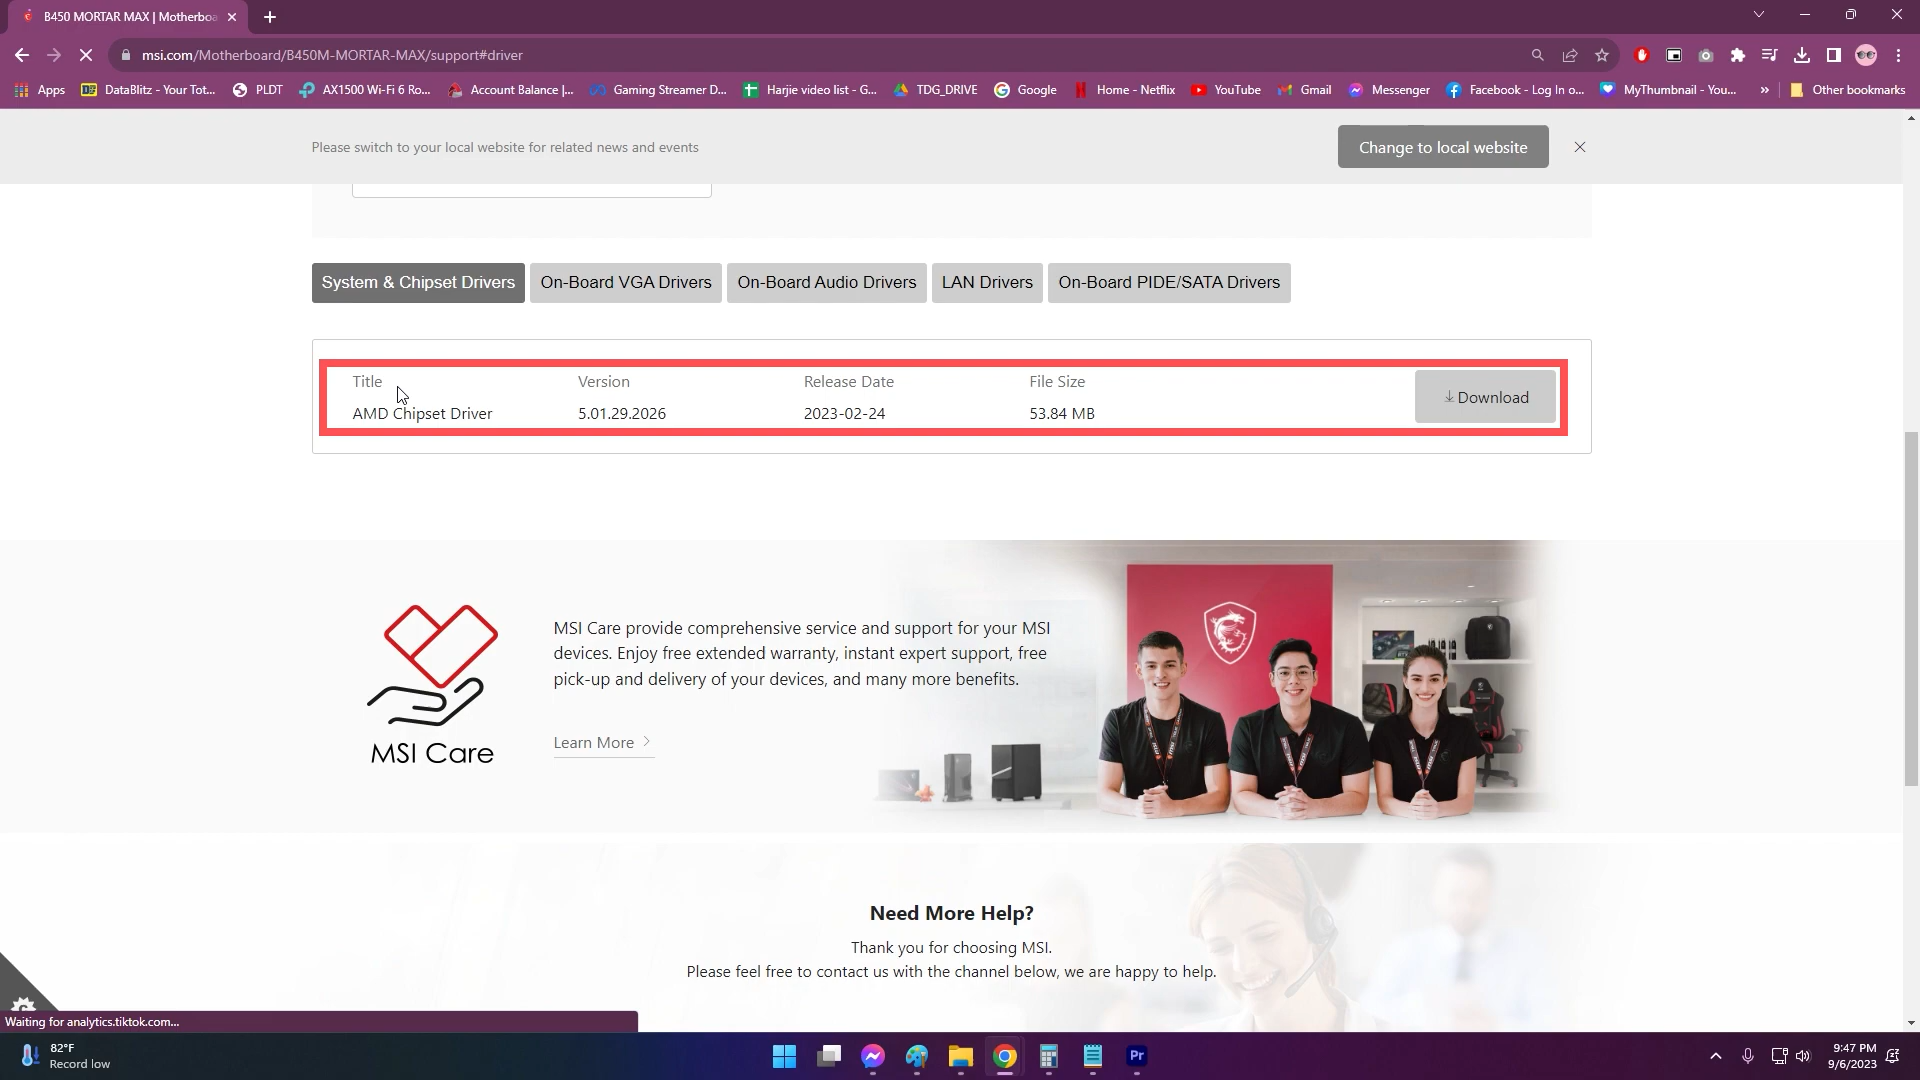 B450 MORTAR MAX | Motherboa
msi.com/Motherboard/B450M-MORTAR-MAX/support#driver
Apps
DataBlitz - Your Tot...
PLDT
AX1500 Wi-Fi 6 Ro...
Account Balance |...
Gaming Streamer D...
Harjie video list - G...
TDG_DRIVE
Google
Home - Netflix
YouTube
Gmail
Messenger
Facebook - Log In o...
MyThumbnail - You...
»
Other bookmarks
Please switch to your local website for related news and events
Change to local website
System & Chipset Drivers
On-Board VGA Drivers
On-Board Audio Drivers
LAN Drivers
On-Board PIDE/SATA Drivers
Title Version Release Date File Size
Download
AMD Chipset Driver 5.01.29.2026 2023-02-24 53.84 MB
MSI Care provide comprehensive service and support for your MSI
devices. Enjoy free extended warranty, instant expert support, free
pick-up and delivery of your devices, and many more benefits.
Learn More
MSI Care
Need More Help?
Thank you for choosing MSI.
Please feel free to contact us with the channel below, we are happy to help.
Waiting for analytics.tiktok.com...
82°F
Record low
Pr
9:47 PM
9/6/2023